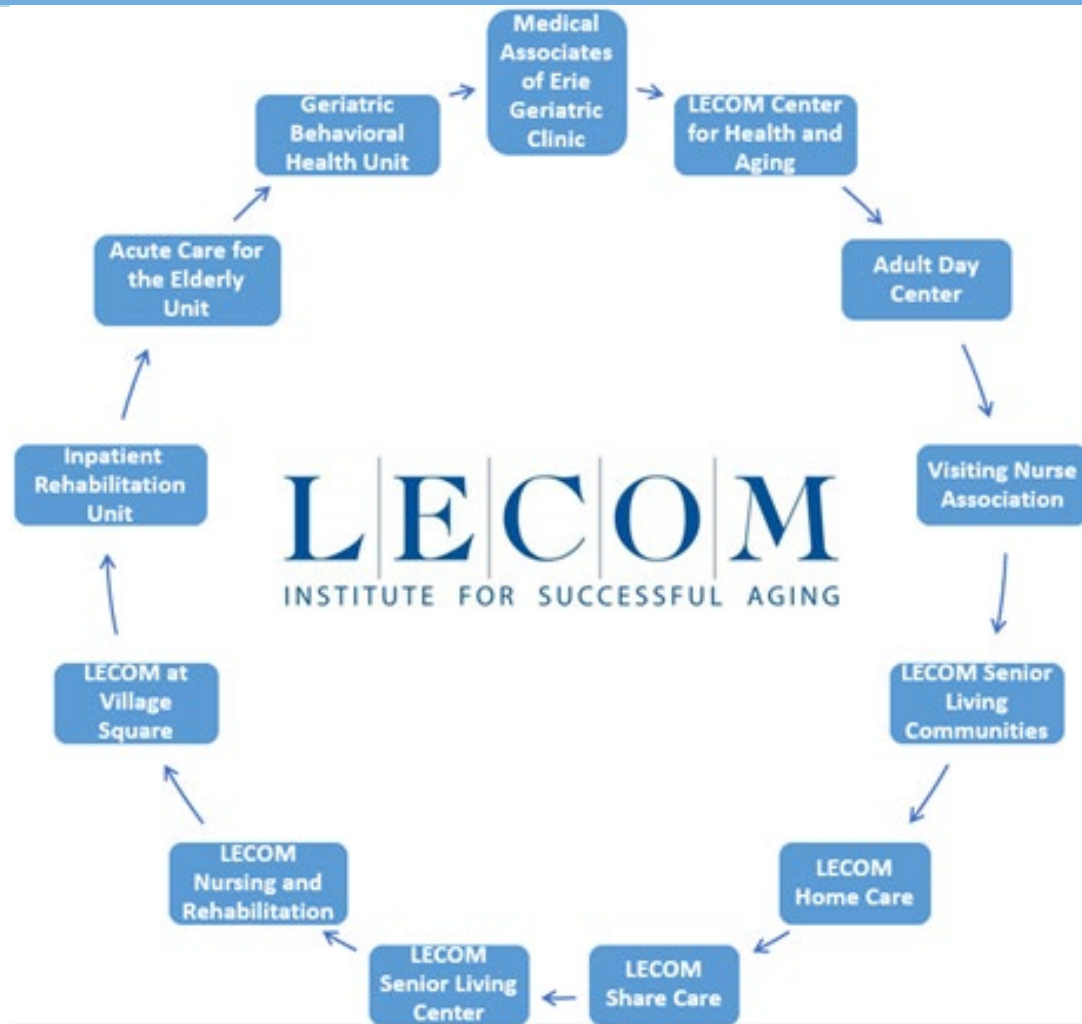 Medical
Associates
of Erie
Geriatric
Clinic
LECOM Center
for Health and
Aging
Adult Day
Center
Visiting Nurse
Association
LECOM Senior
Living
Communities
LECOM
Home Care
LECOM
Share Care
LECOM
Senior Living
Center
LECOM
Nursing and
Rehabilitation
LECOM at
Village
Square
Inpatient
Rehabilitation
Unit
Acute Care for
the Elderly
Unit
Geriatric
Behavioral
Health Unit
LECOM
INSTITUTE FOR SUCCESSFUL AGING